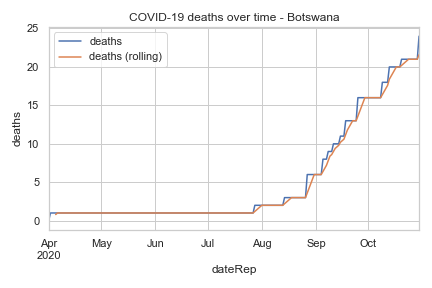 COVID-19 deaths over time - Botswana
deaths
deaths (rolling)
25
20
15
10
5
0
deaths
Apr
2020
May
Jun
Jul
Aug
Sep
Oct
dateRep